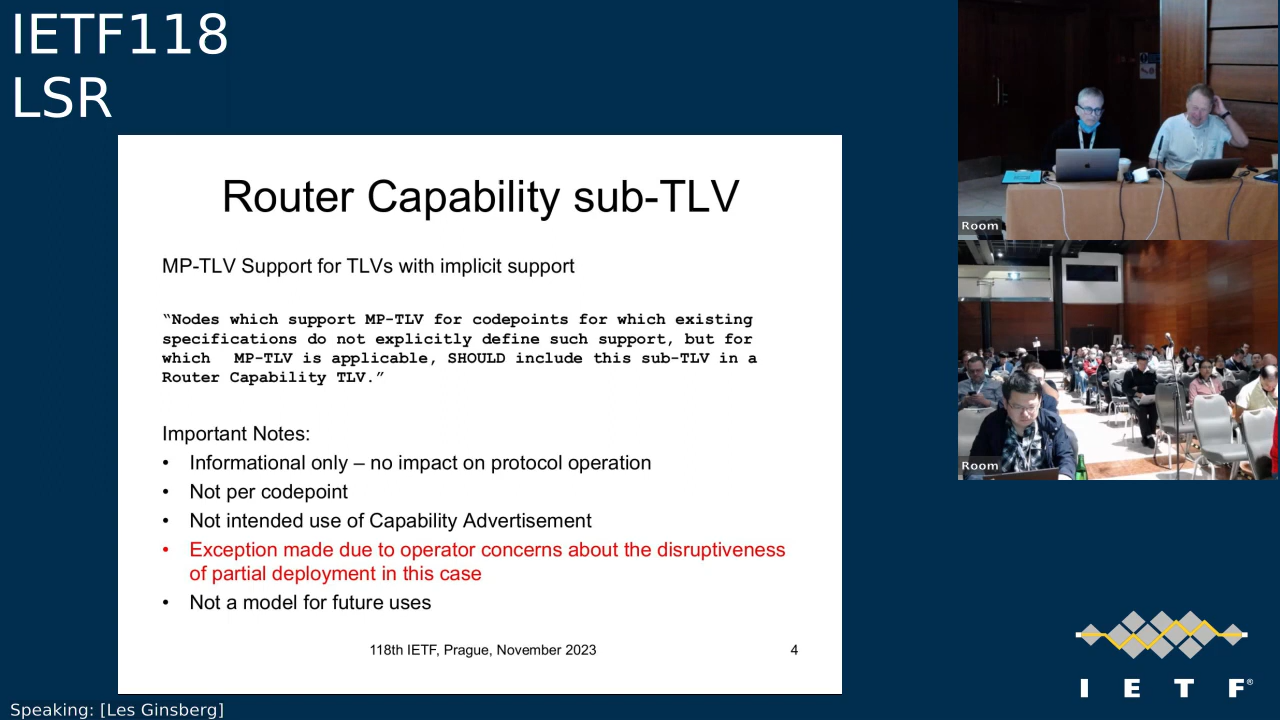 IETF118
LSR
Router Capability sub-TLV
MP-TLV Support for TLVs with implicit support
“Nodes which support MP-TLV for codepoints for which existing
specifications do not explicitly define such support, but for
which MP-TLV is applicable, SHOULD include this sub-TLV in a
Router Capability TLV.”
Important Notes:
• Informational only – no impact on protocol operation
• Not per codepoint
• Not intended use of Capability Advertisement
• Exception made due to operator concerns about the disruptiveness
of partial deployment in this case
• Not a model for future uses
118th IETF, Prague, November 2023
4
Room
Room
I E T F®
Speaking: [Les Ginsberg]